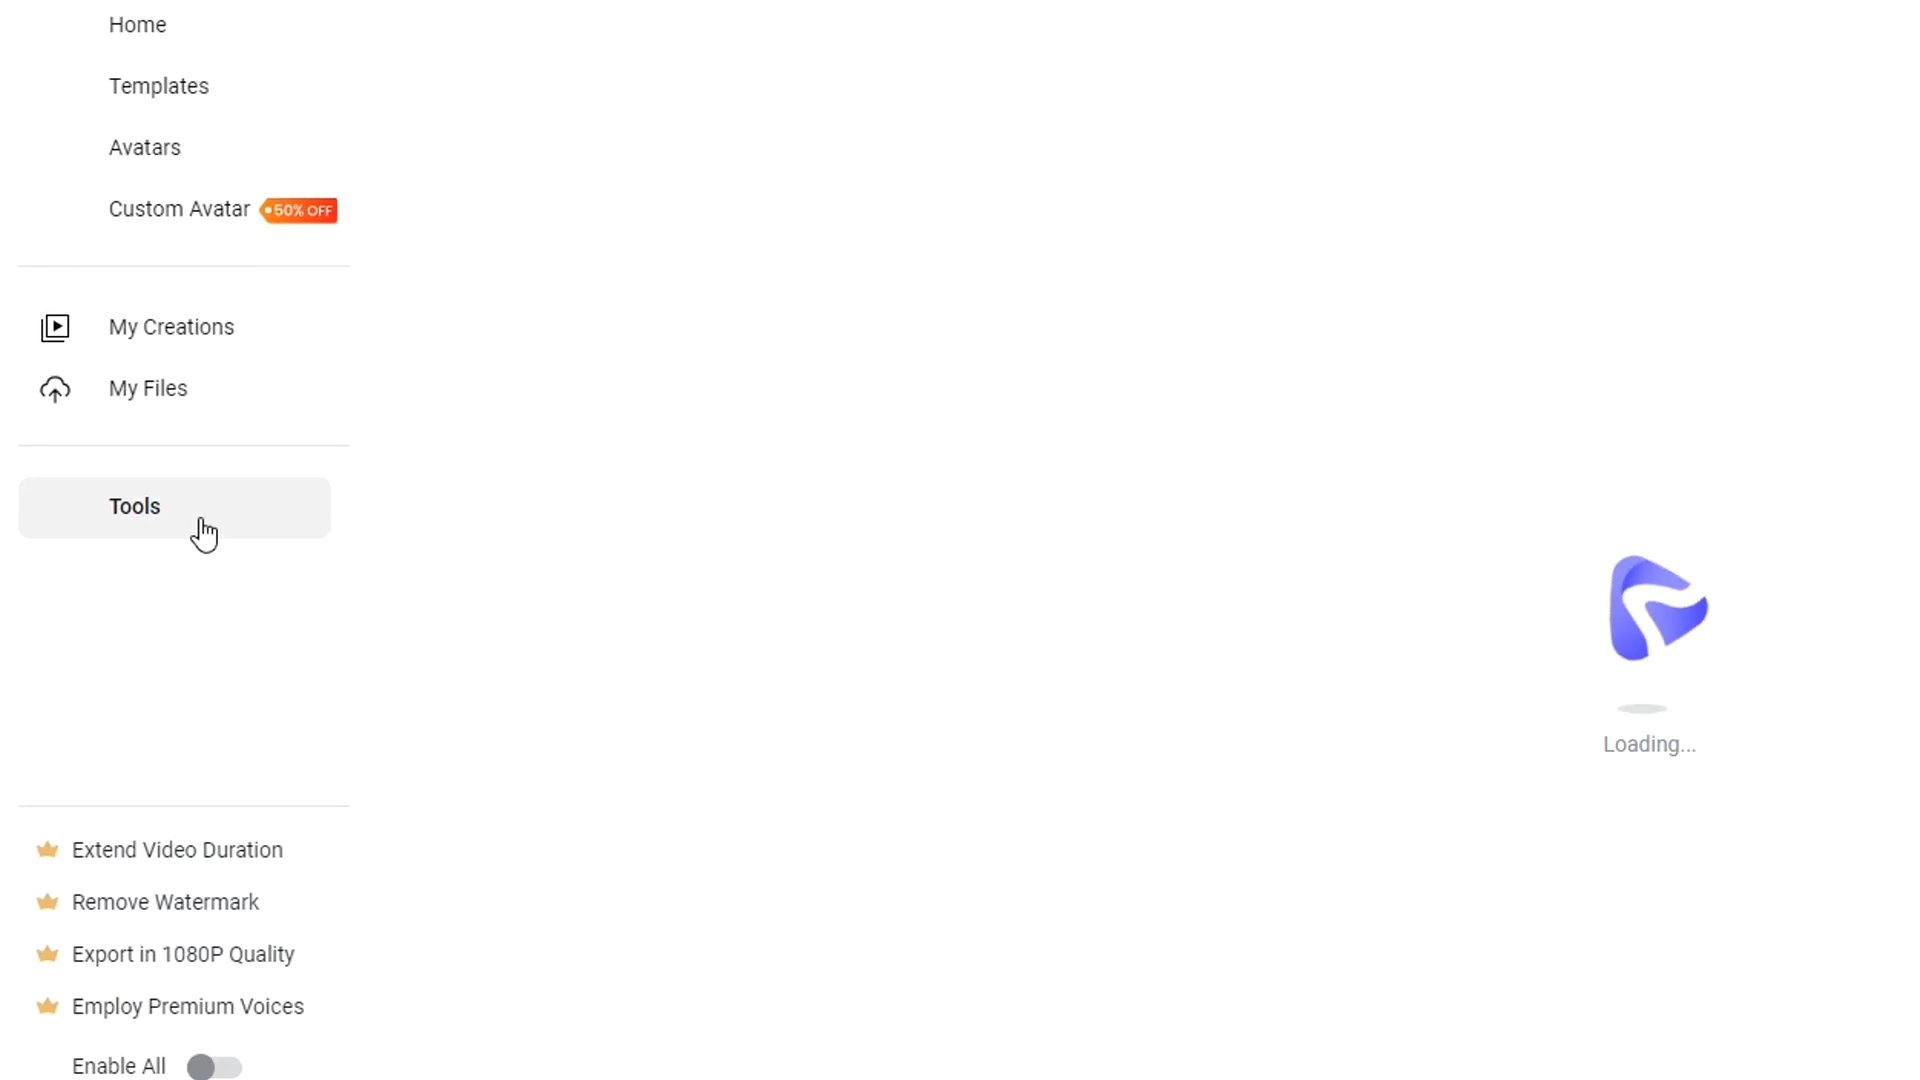 Home
Templates
Avatars
Custom Avatar 50% OFF
My Creations
My Files
Tools
Loading...
Extend Video Duration
Remove Watermark
Export in 1080P Quality
Employ Premium Voices
Enable All